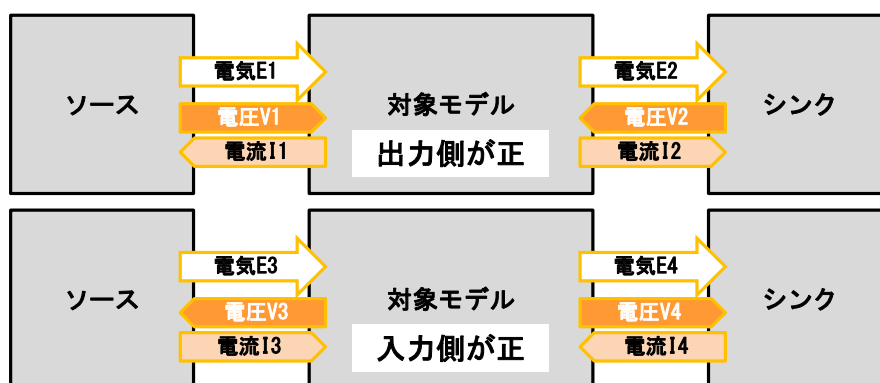 ソース
電気E1
電圧V1
電流I1
対象モデル
出力側が正
電気E2
電圧V2
電流I2
シンク
ソース
電気E3
電圧V3
電流I3
対象モデル
入力側が正
電気E4
電圧V4
電流I4
シンク